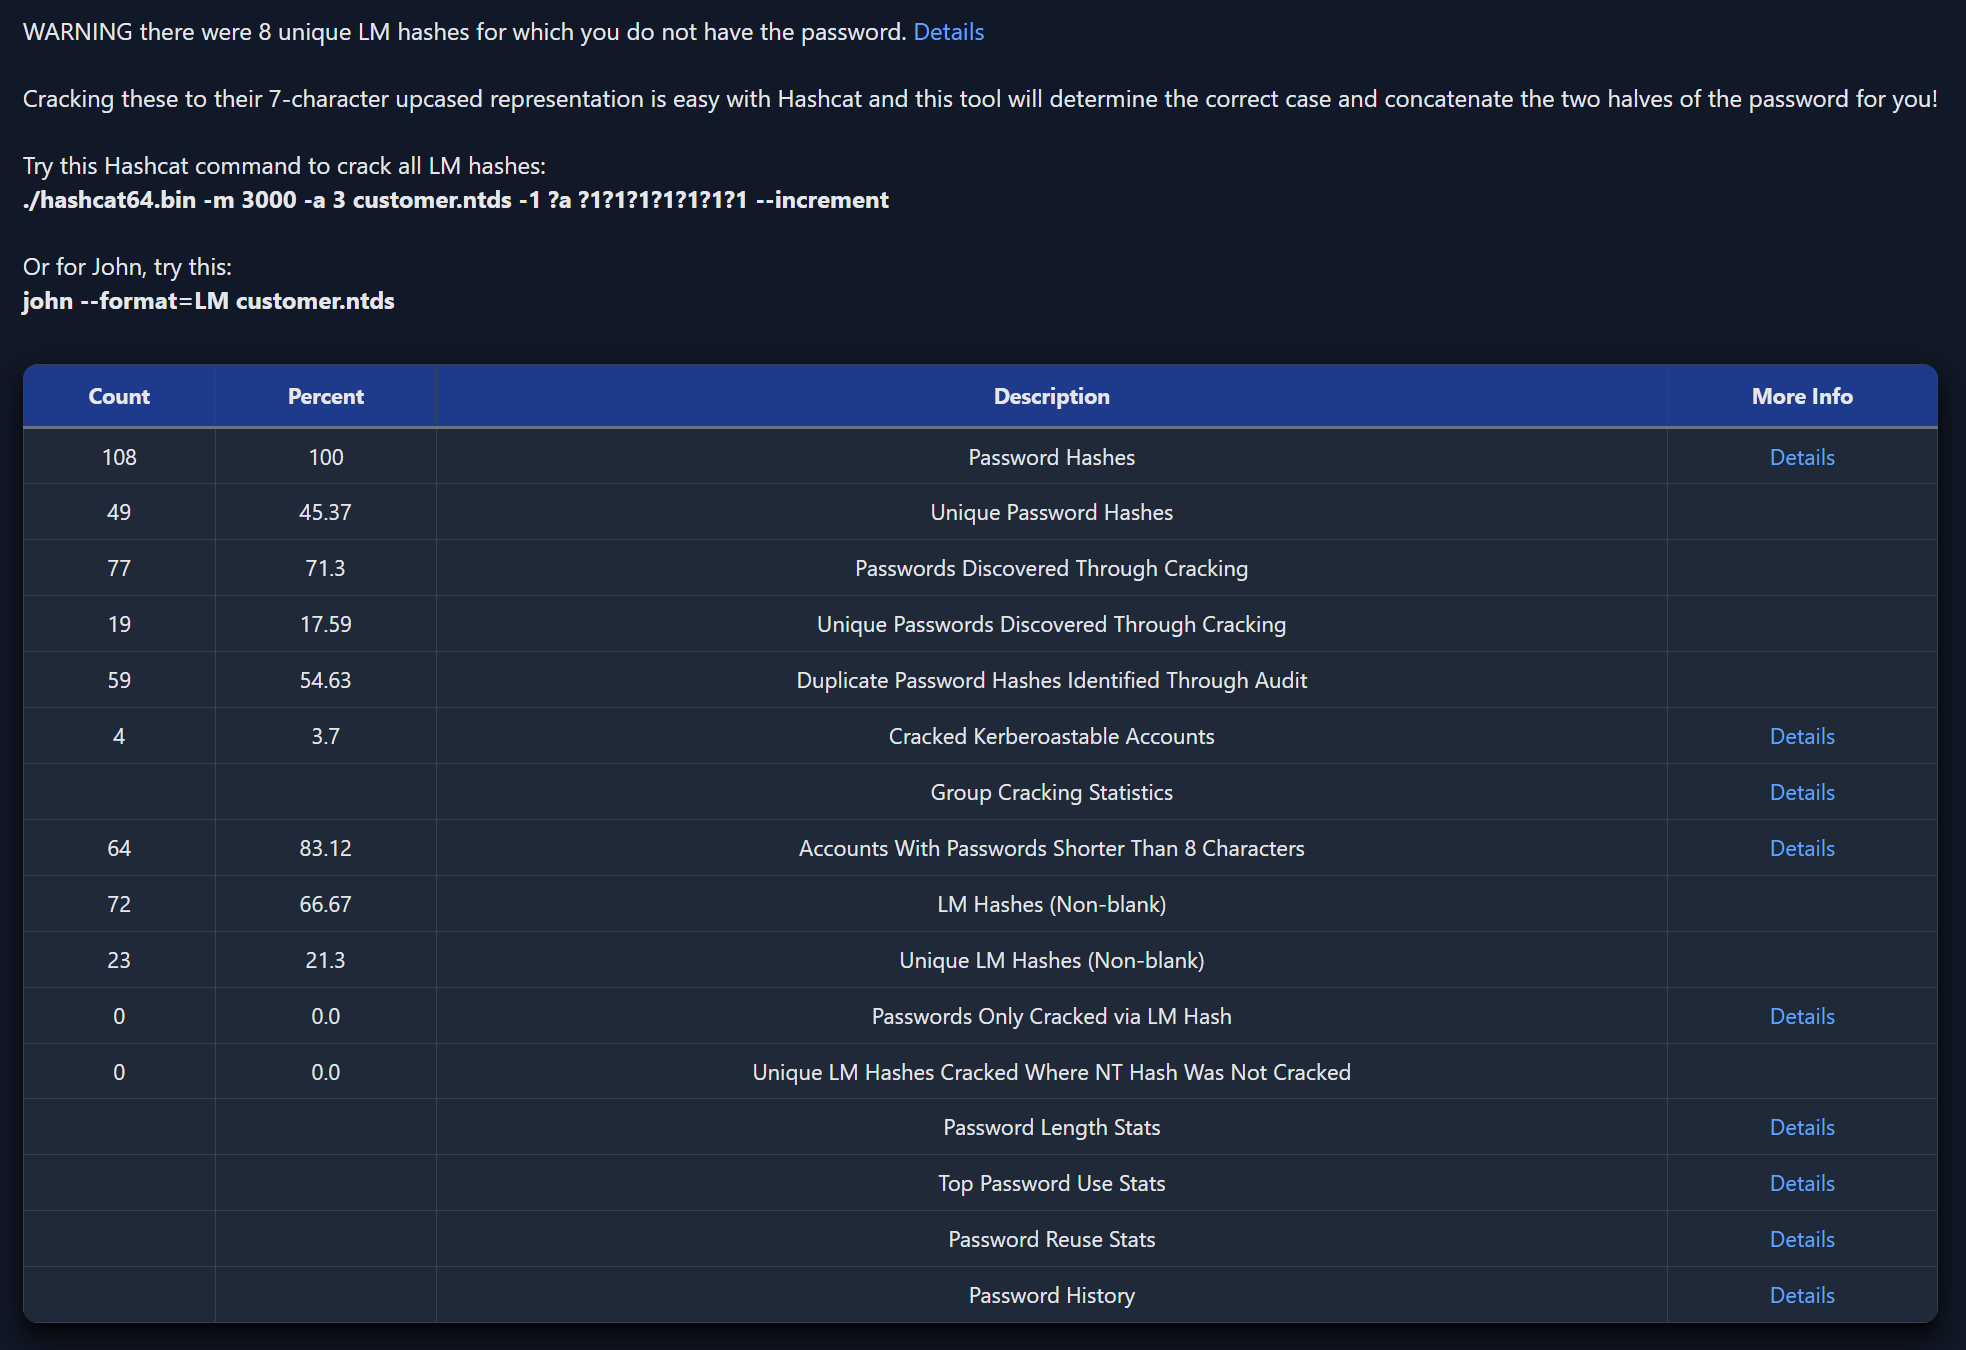 WARNING there were 8 unique LM hashes for which you do not have the password. Details
Cracking these to their 7-character upcased representation is easy with Hashcat and this tool will determine the correct case and concatenate the two halves of the password for you!
Try this Hashcat command to crack all LM hashes:
./hashcat64.bin -m 3000 -a 3 customer.ntds -1 ?a ?1?1?1?1?1?1?1 --increment
Or for John, try this:
john --format=LM customer.ntds
Count Percent Description More Info
108 100 Password Hashes Details
49 45.37 Unique Password Hashes
77 71.3 Passwords Discovered Through Cracking
19 17.59 Unique Passwords Discovered Through Cracking
59 54.63 Duplicate Password Hashes Identified Through Audit
4 3.7 Cracked Kerberoastable Accounts Details
Group Cracking Statistics Details
64 83.12 Accounts With Passwords Shorter Than 8 Characters Details
72 66.67 LM Hashes (Non-blank)
23 21.3 Unique LM Hashes (Non-blank)
0 0.0 Passwords Only Cracked via LM Hash Details
0 0.0 Unique LM Hashes Cracked Where NT Hash Was Not Cracked
Password Length Stats Details
Top Password Use Stats Details
Password Reuse Stats Details
Password History Details